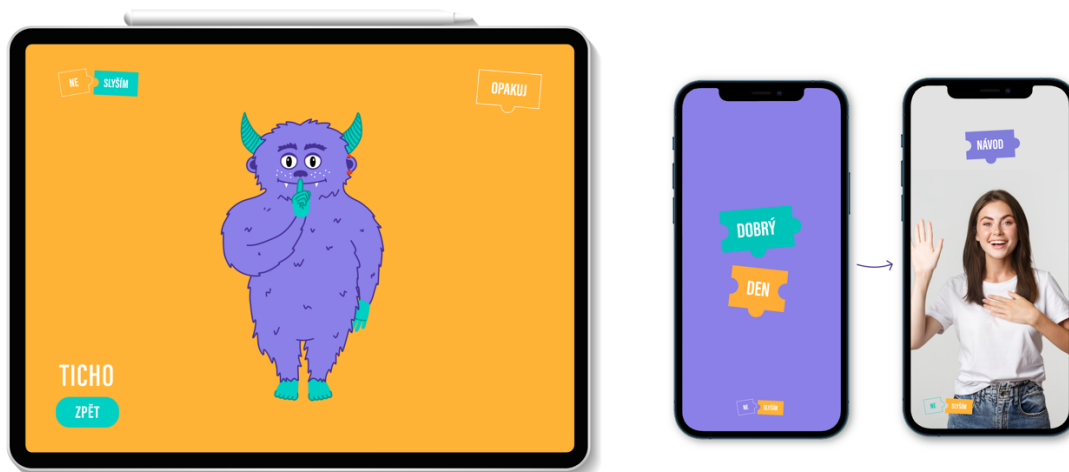 NE SLYŠÍM
OPAKUJ
TICHO
ZPĚT
DOBRÝ
DEN
NE SLYŠÍM
NÁVOD
NE SLYŠÍM